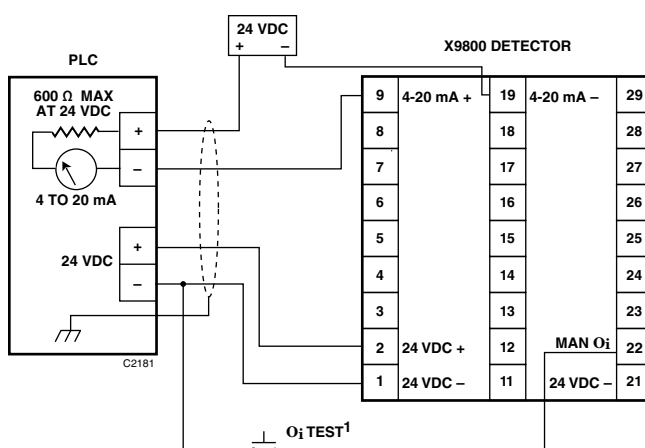 24 VDC
+ −
PLC
X9800 DETECTOR
600 Ω MAX
AT 24 VDC
+
−
4 TO 20 mA
24 VDC
+
−
C2181
9 4-20 mA + 19 4-20 mA − 29
8 18 28
7 17 27
6 16 26
5 15 25
4 14 24
3 13 23
2 24 VDC + 12 MAN Oi 22
1 24 VDC − 11 24 VDC − 21
Oi TEST1